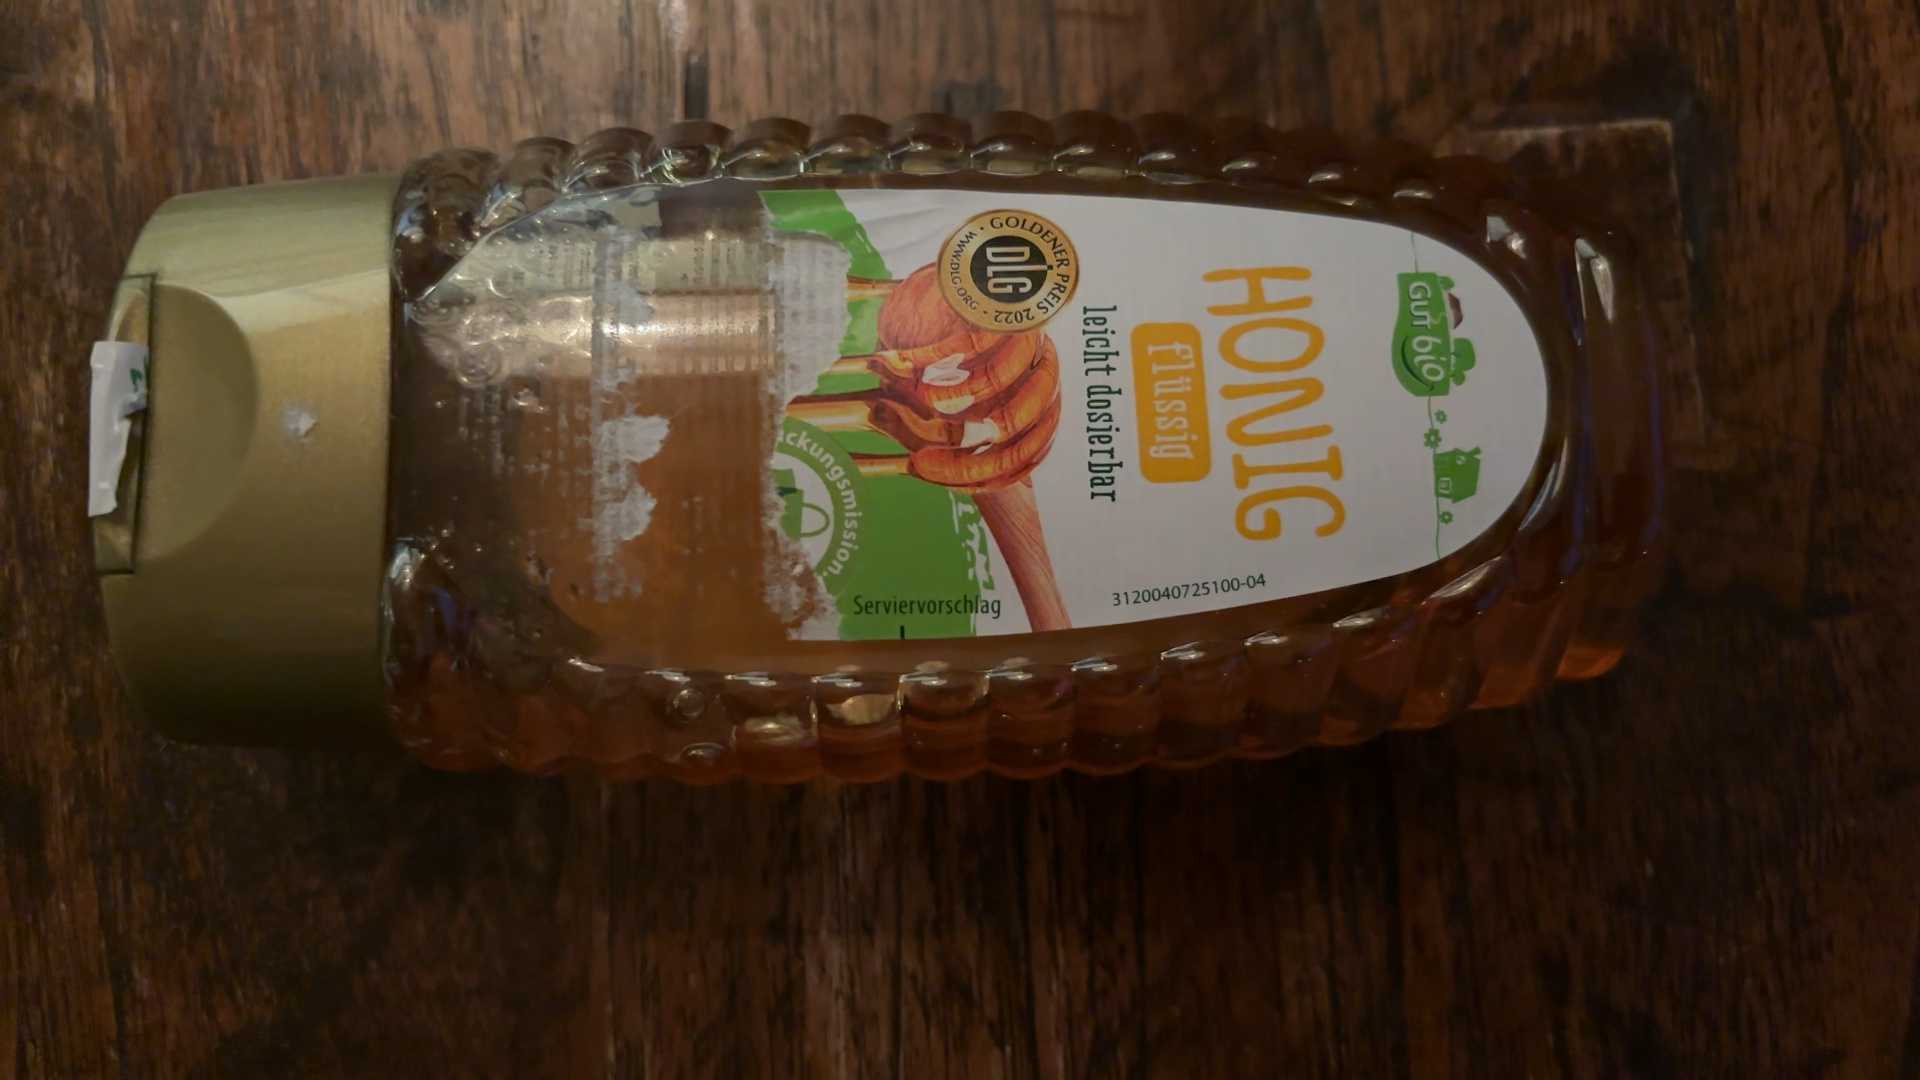 GUT bio
HONIG
flüssig
leicht dosierbar
GOLDENER PREIS 2022
WWW.DLG.ORG
DLG
3120040725100-04
ckungsmission.
Serviervorschlag